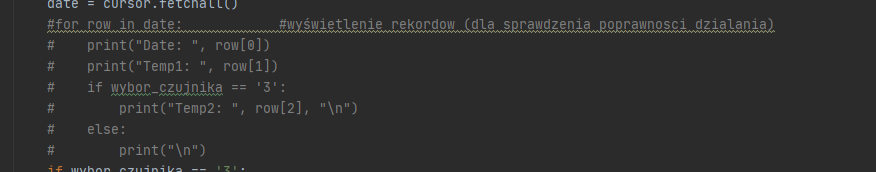 date = cursor.fetchall()
#for row in date:            #wyświetlenie rekordow (dla sprawdzenia poprawnosci dzialania)
#    print("Date: ", row[0])
#    print("Temp1: ", row[1])
#    if wybor_czujnika == '3':
#        print("Temp2: ", row[2], "\n")
#    else:
#        print("\n")
if wybor_czujnika == '3':